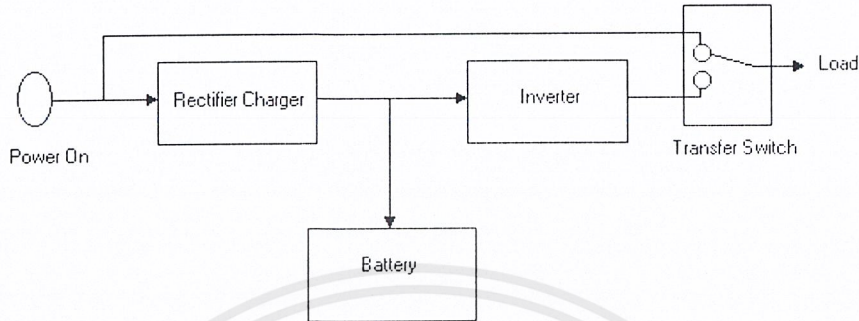 Load
Rectifier Charger
Inverter
Power On
Transfer Switch
Battery